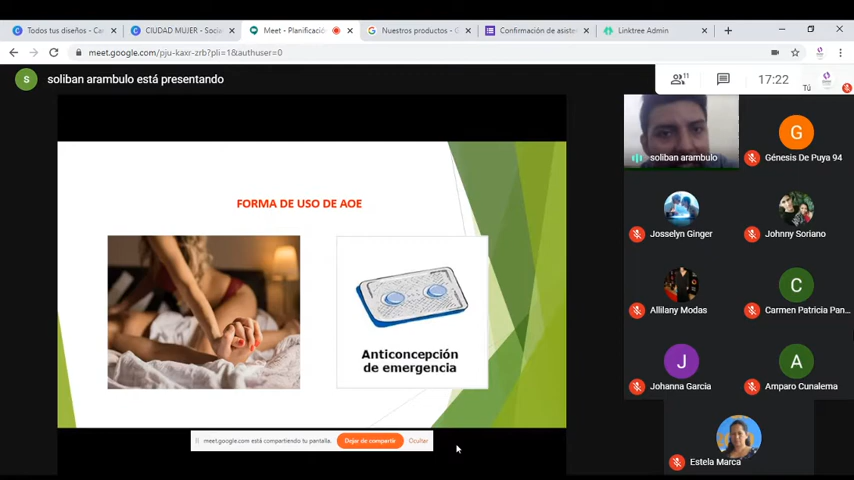 Todos tus diseños - Can
CIUDAD MUJER - Socia
Meet - Planificació
Nuestros productos - G
Confirmación de asiste
Linktree Admin
meet.google.com/pju-kaxr-zrb?pli=1&authuser=0
S soliban arambulo está presentando
11
17:22
Tú
FORMA DE USO DE AOE
Anticoncepción
de emergencia
meet.google.com está compartiendo tu pantalla.
Dejar de compartir
Ocultar
soliban arambulo
G
Génesis De Puya 94
Josselyn Ginger
Johnny Soriano
Allilany Modas
C
Carmen Patricia Pan...
J
Johanna Garcia
A
Amparo Cunalema
Estela Marca